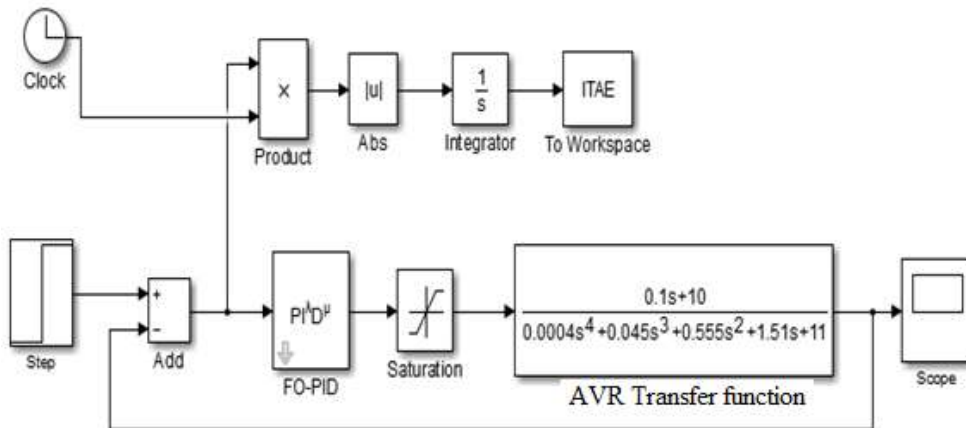 Clock
×
Product
|u|
Abs
1
s
Integrator
ITAE
To Workspace
Step
+
−
Add
PI^λD^μ
FO-PID
Saturation
0.1s+10
0.0004s^4+0.045s^3+0.555s^2+1.51s+11
AVR Transfer function
Scope